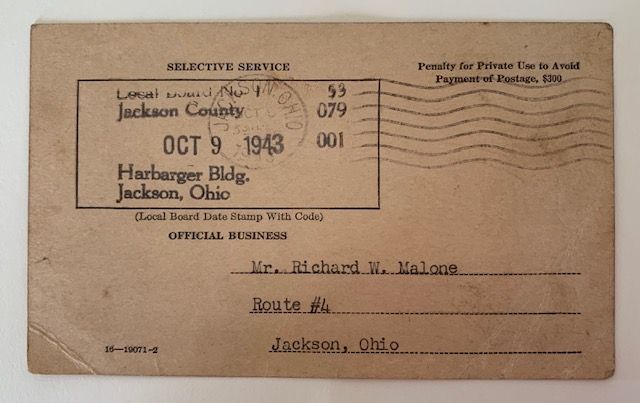 SELECTIVE SERVICE
Penalty for Private Use to Avoid
Payment of Postage, $300
Local Board No. 1 53
Jackson County 079
OCT 9 1943 001
Harbarger Bldg.
Jackson, Ohio
JACKSON OHIO
(Local Board Date Stamp With Code)
OFFICIAL BUSINESS
Mr. Richard W. Malone
Route #4
Jackson, Ohio
16—19071-2